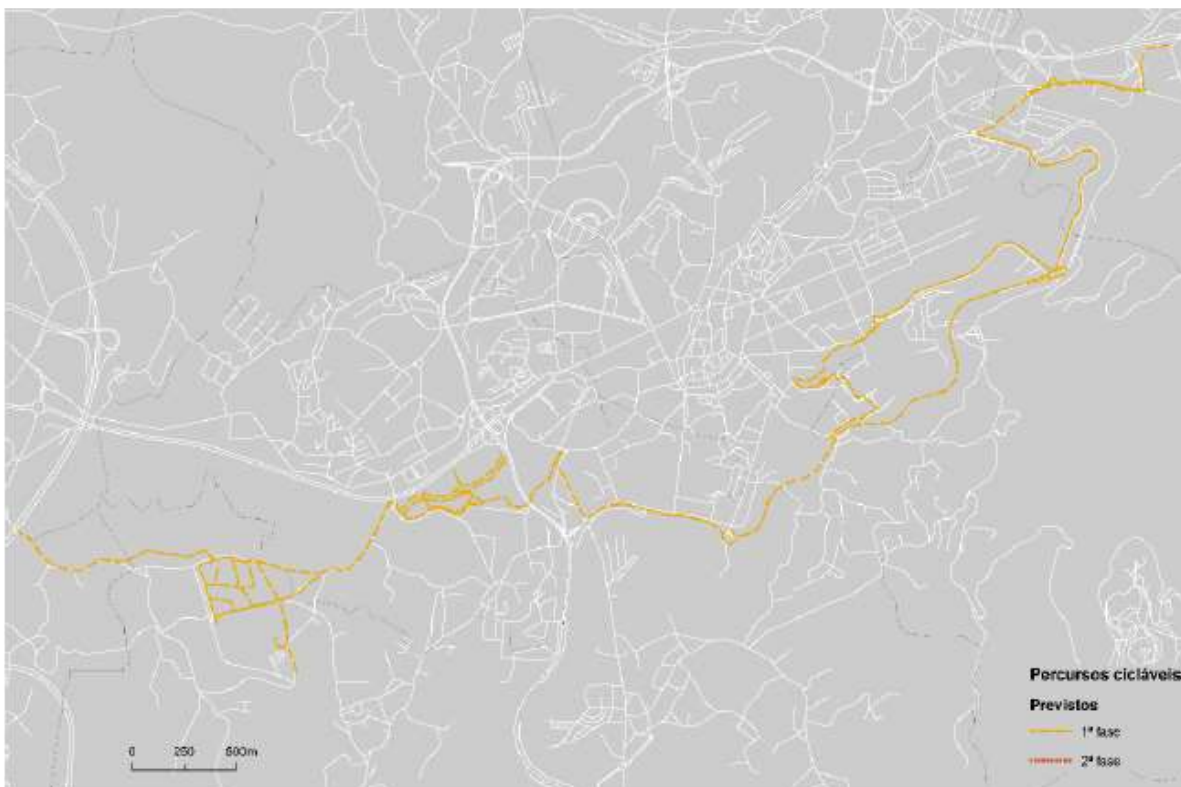 Percursos cicláveis
Previstos
1ª fase
2ª fase
0 250 500m